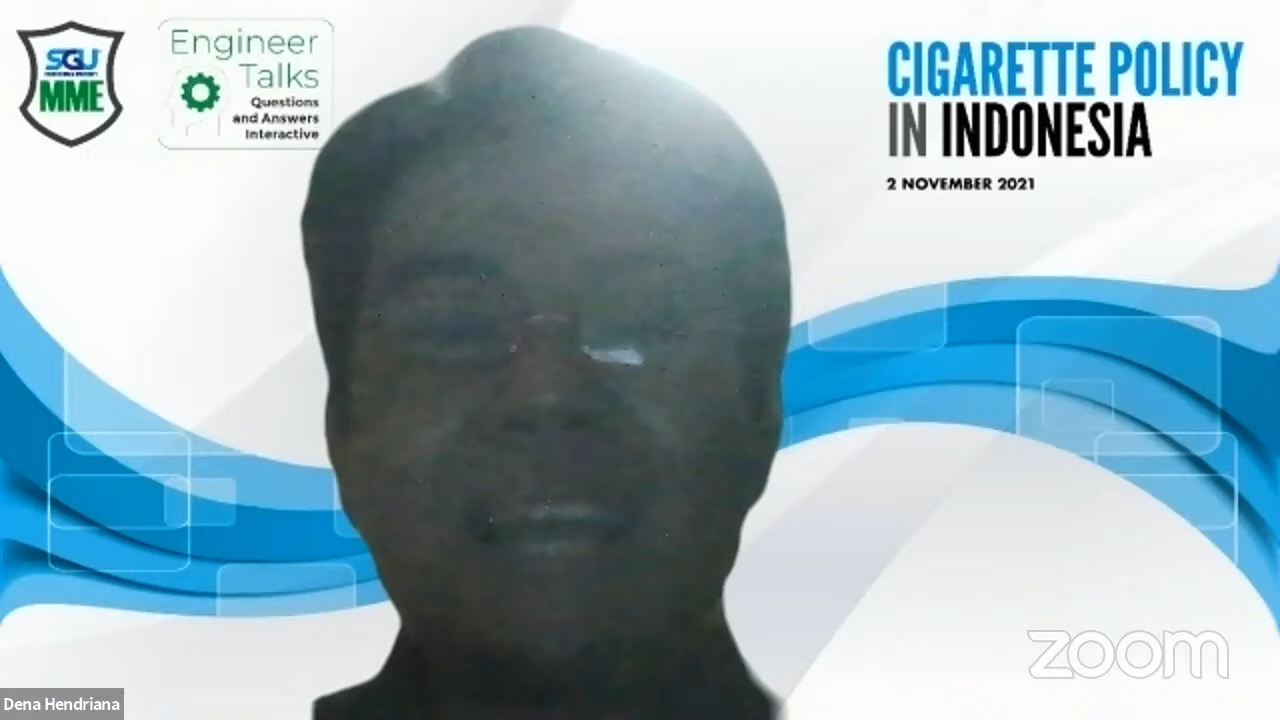 SGU
MME
Engineer
Talks
Questions
and Answers
Interactive
CIGARETTE POLICY
IN INDONESIA
2 NOVEMBER 2021
zoom
Dena Hendriana